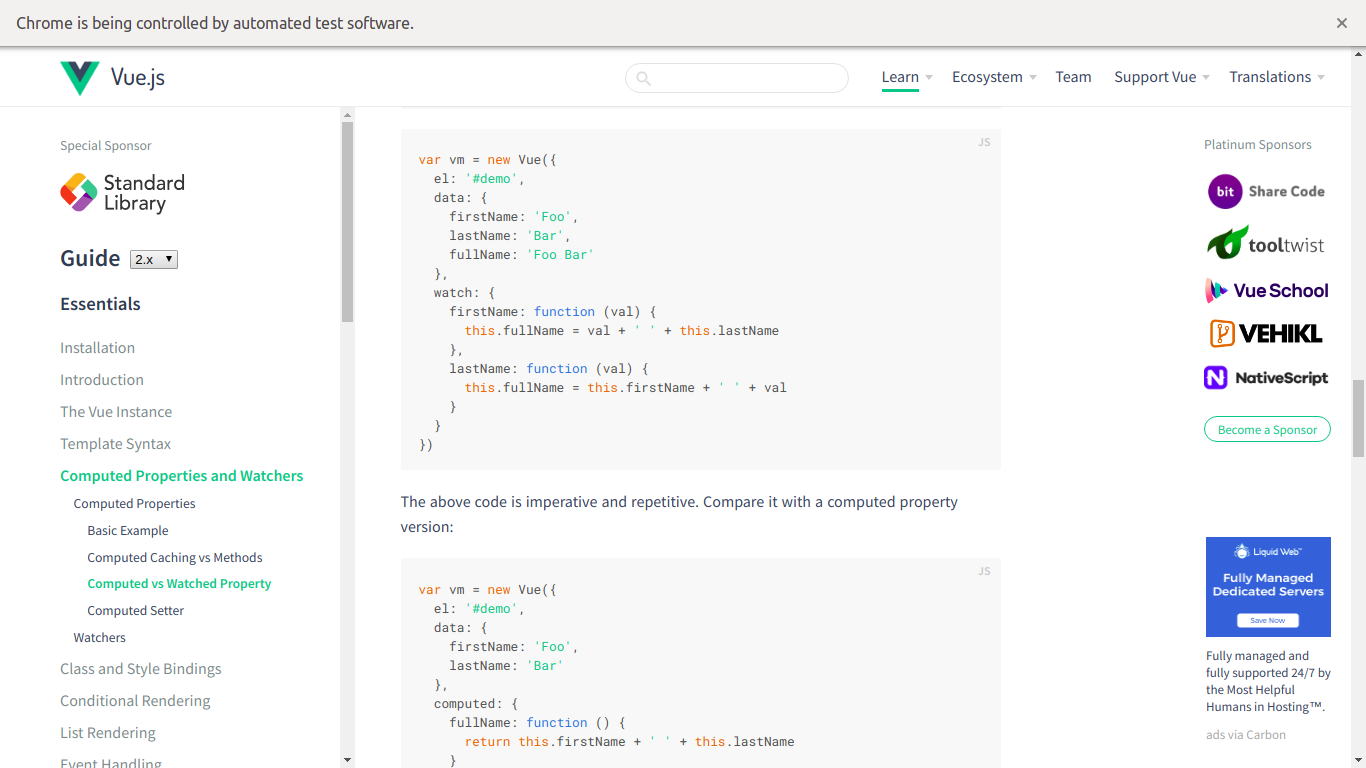 Chrome is being controlled by automated test software.
Vue.js
Learn
Ecosystem
Team
Support Vue
Translations
Special Sponsor
Standard
Library
Guide 2.x
Essentials
Installation
Introduction
The Vue Instance
Template Syntax
Computed Properties and Watchers
Computed Properties
Basic Example
Computed Caching vs Methods
Computed vs Watched Property
Computed Setter
Watchers
Class and Style Bindings
Conditional Rendering
List Rendering
Event Handling
JS
var vm = new Vue({
  el: '#demo',
  data: {
    firstName: 'Foo',
    lastName: 'Bar',
    fullName: 'Foo Bar'
  },
  watch: {
    firstName: function (val) {
      this.fullName = val + ' ' + this.lastName
    },
    lastName: function (val) {
      this.fullName = this.firstName + ' ' + val
    }
  }
})
The above code is imperative and repetitive. Compare it with a computed property
version:
JS
var vm = new Vue({
  el: '#demo',
  data: {
    firstName: 'Foo',
    lastName: 'Bar'
  },
  computed: {
    fullName: function () {
      return this.firstName + ' ' + this.lastName
    }
Platinum Sponsors
bit Share Code
tooltwist
Vue School
VEHIKL
NativeScript
Become a Sponsor
Liquid Web™
Fully Managed
Dedicated Servers
Save Now
Fully managed and
fully supported 24/7 by
the Most Helpful
Humans in Hosting™.
ads via Carbon